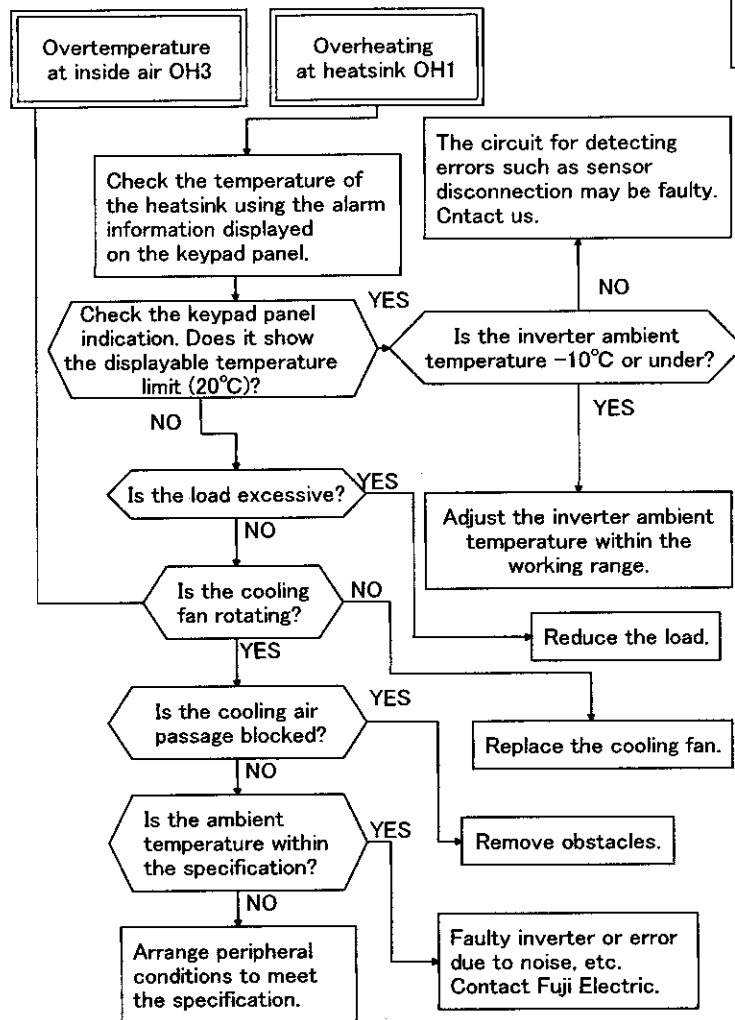 Overtemperature
at inside air OH3
Overheating
at heatsink OH1
Check the temperature of
the heatsink using the alarm
information displayed
on the keypad panel.
The circuit for detecting
errors such as sensor
disconnection may be faulty.
Cntact us.
Check the keypad panel
indication. Does it show
the displayable temperature
limit (20℃)?
YES
NO
Is the inverter ambient
temperature −10℃ or under?
NO
YES
Is the load excessive?
YES
NO
Adjust the inverter ambient
temperature within the
working range.
Is the cooling
fan rotating?
NO
YES
Reduce the load.
Is the cooling air
passage blocked?
YES
NO
Replace the cooling fan.
Is the ambient
temperature within
the specification?
YES
NO
Remove obstacles.
Arrange peripheral
conditions to meet
the specification.
Faulty inverter or error
due to noise, etc.
Contact Fuji Electric.